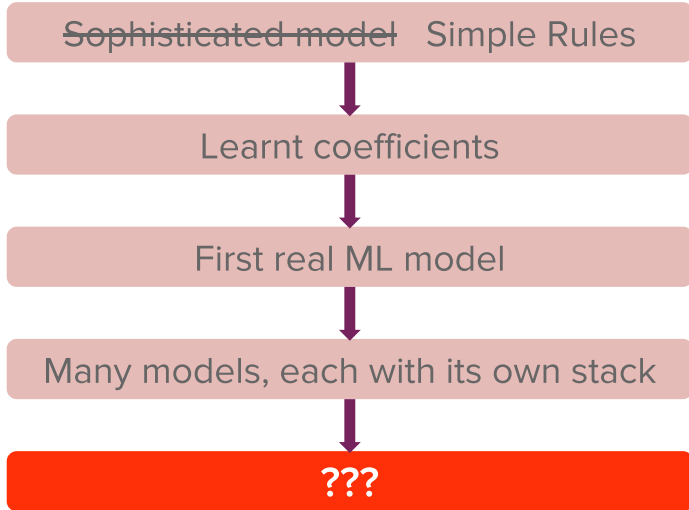 Sophisticated model Simple Rules
Learnt coefficients
First real ML model
Many models, each with its own stack
???